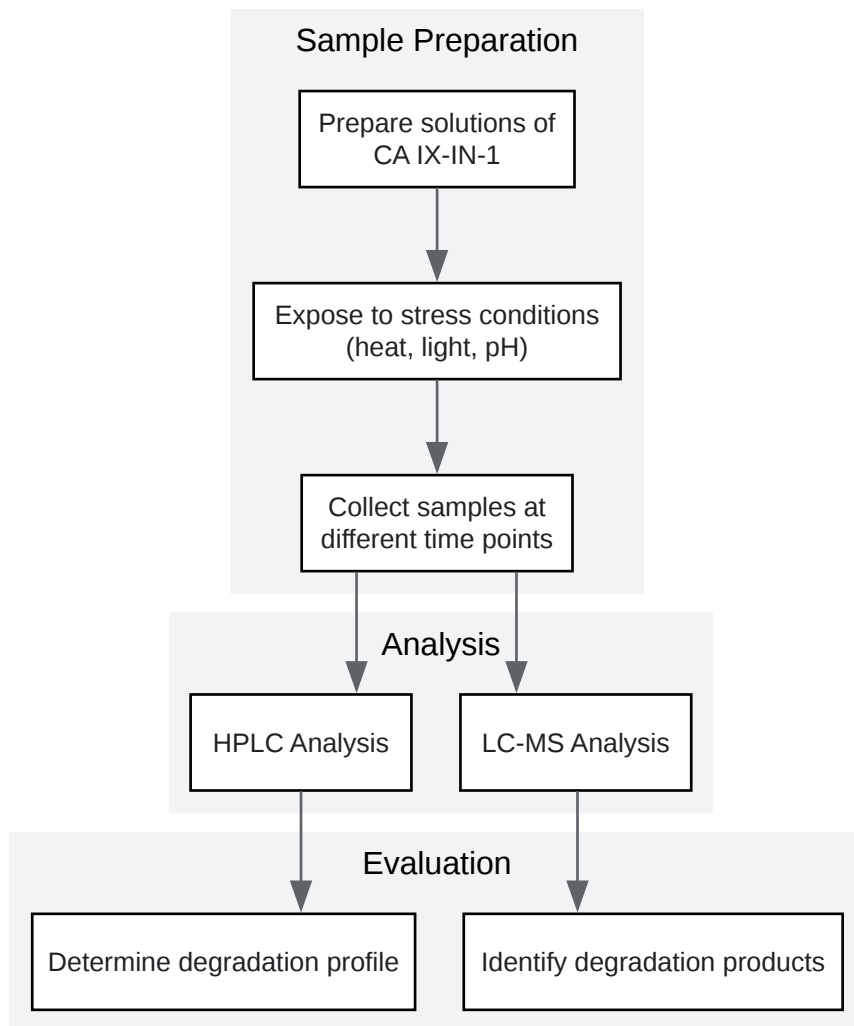 Sample Preparation
Prepare solutions of
CA IX-IN-1
Expose to stress conditions
(heat, light, pH)
Collect samples at
different time points
Analysis
HPLC Analysis
LC-MS Analysis
Evaluation
Determine degradation profile
Identify degradation products